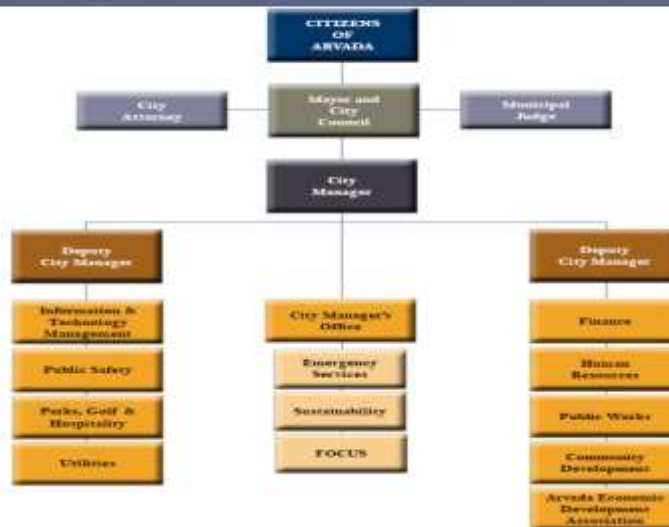 CITIZENS
OF
ARVADA
City
Attorney
Mayor and
City
Council
Municipal
Judge
City
Manager
Deputy
City Manager
Deputy
City Manager
Information &
Technology
Management
City Manager's
Office
Finance
Public Safety
Emergency
Services
Human
Resources
Parks, Golf &
Hospitality
Sustainability
Public Works
Utilities
FOCUS
Community
Development
Arvada Economic
Development
Association